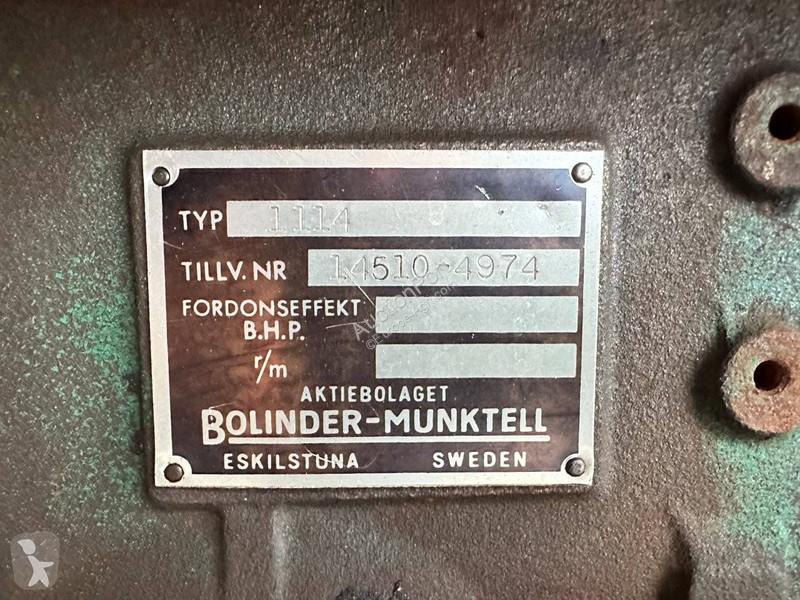 TYP 1114
TILLV. NR 14510-4974
FORDONSEFFEKT
B.H.P.
r/m
AKTIEBOLAGET
BOLINDER-MUNKTELL
ESKILSTUNA SWEDEN